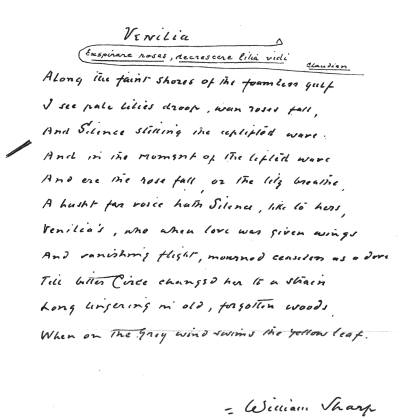 Venilia
Exspirare rosas, decrescere lilia vidi
Claudian
Along the faint shores of the foamless gulf
I see pale lilies droop, wan roses fall,
And Silence stilling the uplifted wave.
And in the moment of the lifted wave
And ere the rose fall, or the lily breathe,
A husht far voice hath Silence, like to hers,
Venilia's, who when love was given wings
And vanishing flight, mourned ceaseless as a dove
Till bitter Circe changed her to a strain
Long lingering in old, forgotten woods
When on the Grey wind swims the yellow leaf.
= William Sharp